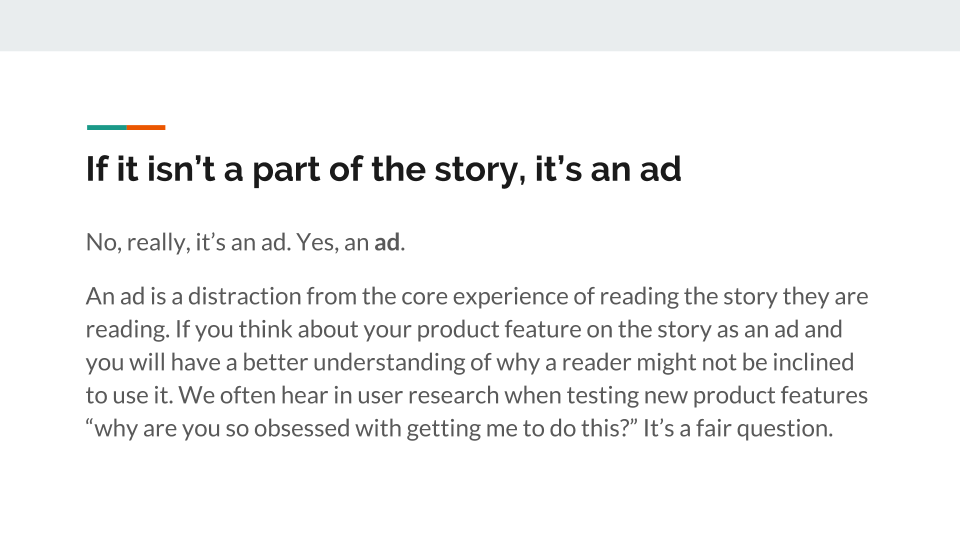 If it isn’t a part of the story, it’s an ad
No, really, it’s an ad. Yes, an ad.
An ad is a distraction from the core experience of reading the story they are
reading. If you think about your product feature on the story as an ad and
you will have a better understanding of why a reader might not be inclined
to use it. We often hear in user research when testing new product features
“why are you so obsessed with getting me to do this?” It’s a fair question.